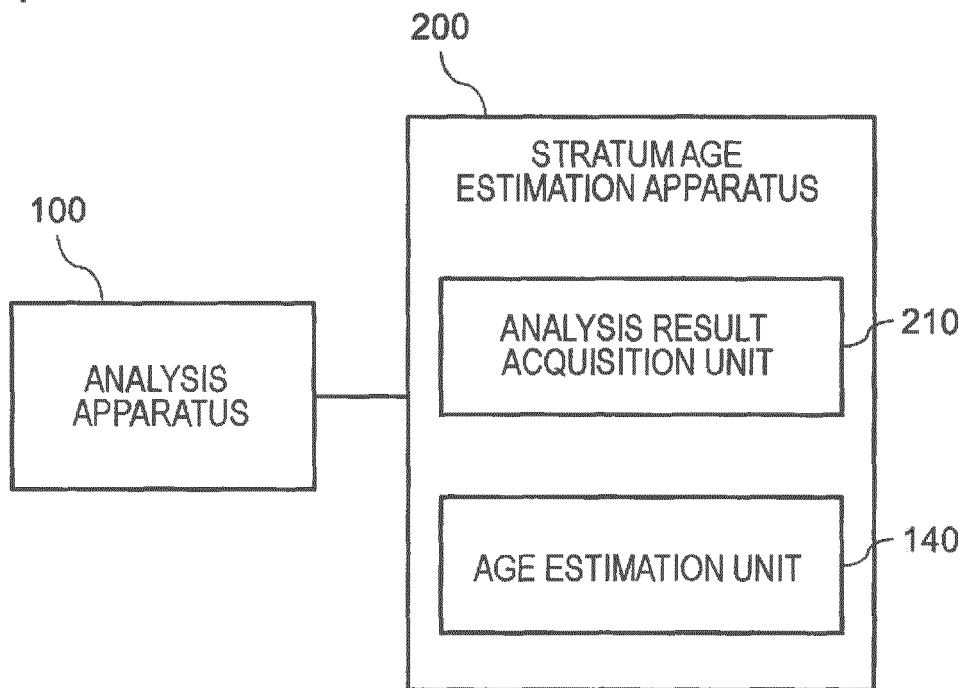 200
STRATUM AGE
ESTIMATION APPARATUS
100
ANALYSIS
APPARATUS
ANALYSIS RESULT
ACQUISITION UNIT
210
AGE ESTIMATION UNIT
140